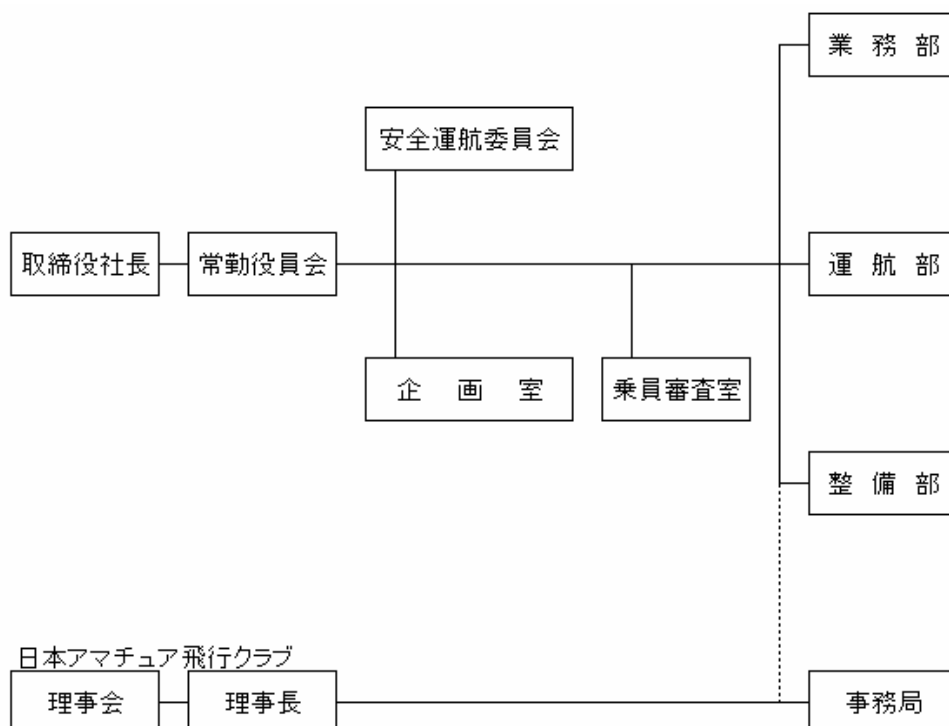 業務部
安全運航委員会
取締役社長
常勤役員会
運航部
企画室
乗員審査室
整備部
日本アマチュア飛行クラブ
理事会
理事長
事務局